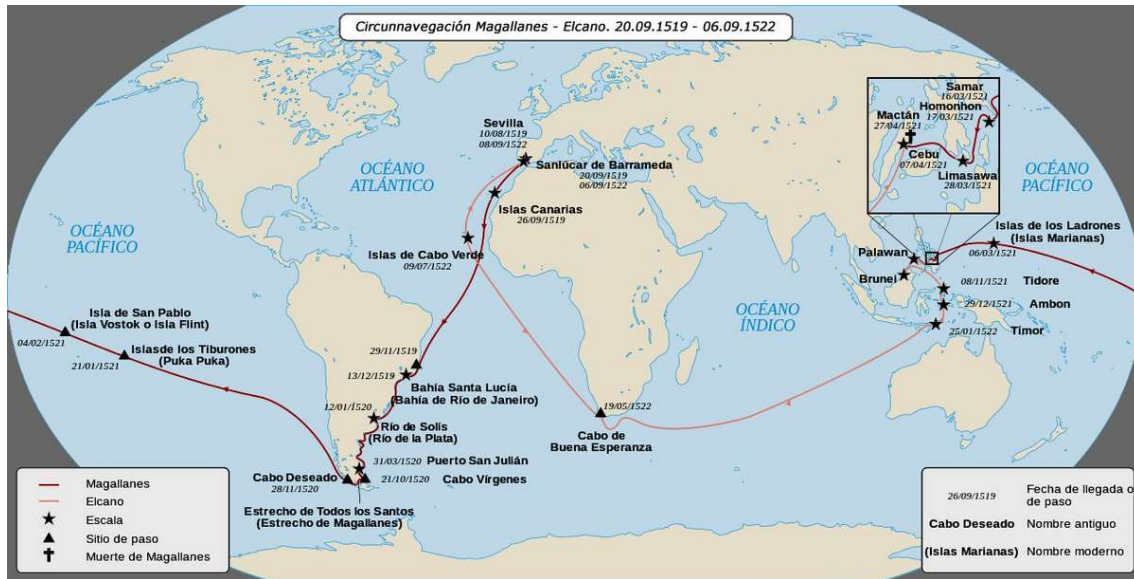 Circunnavegación Magallanes - Elcano. 20.09.1519 - 06.09.1522
Samar
16/03/1521
Homonhon
17/03/1521
Mactán
27/04/1521
Cebu
07/04/1521
Limasawa
28/03/1521
Sevilla
10/08/1519
08/09/1522
Sanlúcar de Barrameda
20/09/1519
06/09/1522
OCÉANO
ATLÁNTICO
OCÉANO
PACÍFICO
Islas Canarias
26/09/1519
OCÉANO
PACÍFICO
Islas de los Ladrones
(Islas Marianas)
06/03/1521
Islas de Cabo Verde
09/07/1522
Palawan
Brunei
08/11/1521 Tidore
29/12/1521 Ambon
25/01/1522 Timor
OCÉANO
ÍNDICO
Isla de San Pablo
(Isla Vostok o Isla Flint)
04/02/1521
Islasde los Tiburones
(Puka Puka)
21/01/1521
29/11/1519
13/12/1519
Bahía Santa Lucía
(Bahía de Río de Janeiro)
12/01/1520
Río de Solís
(Río de la Plata)
19/05/1522
Cabo de
Buena Esperanza
31/03/1520 Puerto San Julián
Cabo Deseado
28/11/1520
21/10/1520 Cabo Vírgenes
Estrecho de Todos los Santos
(Estrecho de Magallanes)
Magallanes
Elcano
Escala
Sitio de paso
Muerte de Magallanes
26/09/1519 Fecha de llegada o
de paso
Cabo Deseado Nombre antiguo
(Islas Marianas) Nombre moderno